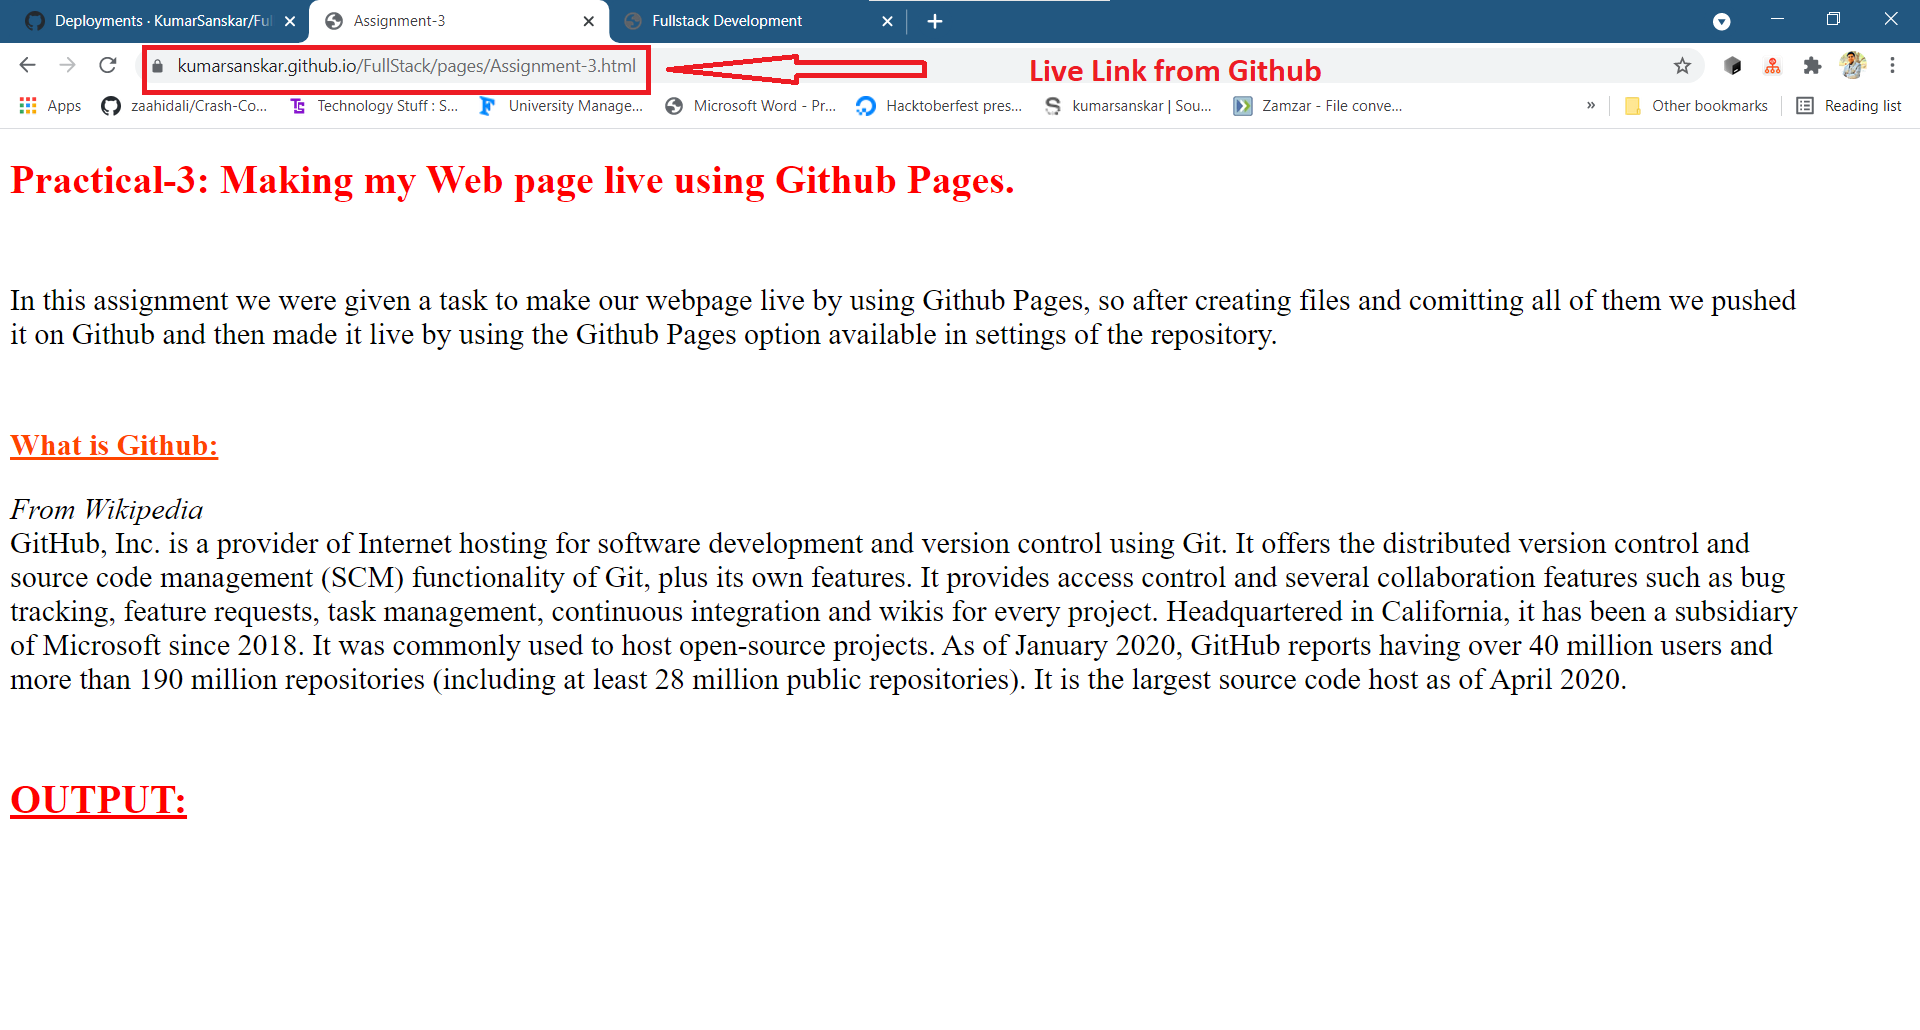 Deployments · KumarSanskar/Ful
Assignment-3
Fullstack Development
kumarsanskar.github.io/FullStack/pages/Assignment-3.html
Live Link from Github
Apps
zaahidali/Crash-Co...
Technology Stuff : S...
University Manage...
Microsoft Word - Pr...
Hacktoberfest pres...
kumarsanskar | Sou...
Zamzar - File conve...
»
Other bookmarks
Reading list
Practical-3: Making my Web page live using Github Pages.
In this assignment we were given a task to make our webpage live by using Github Pages, so after creating files and comitting all of them we pushed
it on Github and then made it live by using the Github Pages option available in settings of the repository.
What is Github:
From Wikipedia
GitHub, Inc. is a provider of Internet hosting for software development and version control using Git. It offers the distributed version control and
source code management (SCM) functionality of Git, plus its own features. It provides access control and several collaboration features such as bug
tracking, feature requests, task management, continuous integration and wikis for every project. Headquartered in California, it has been a subsidiary
of Microsoft since 2018. It was commonly used to host open-source projects. As of January 2020, GitHub reports having over 40 million users and
more than 190 million repositories (including at least 28 million public repositories). It is the largest source code host as of April 2020.
OUTPUT: